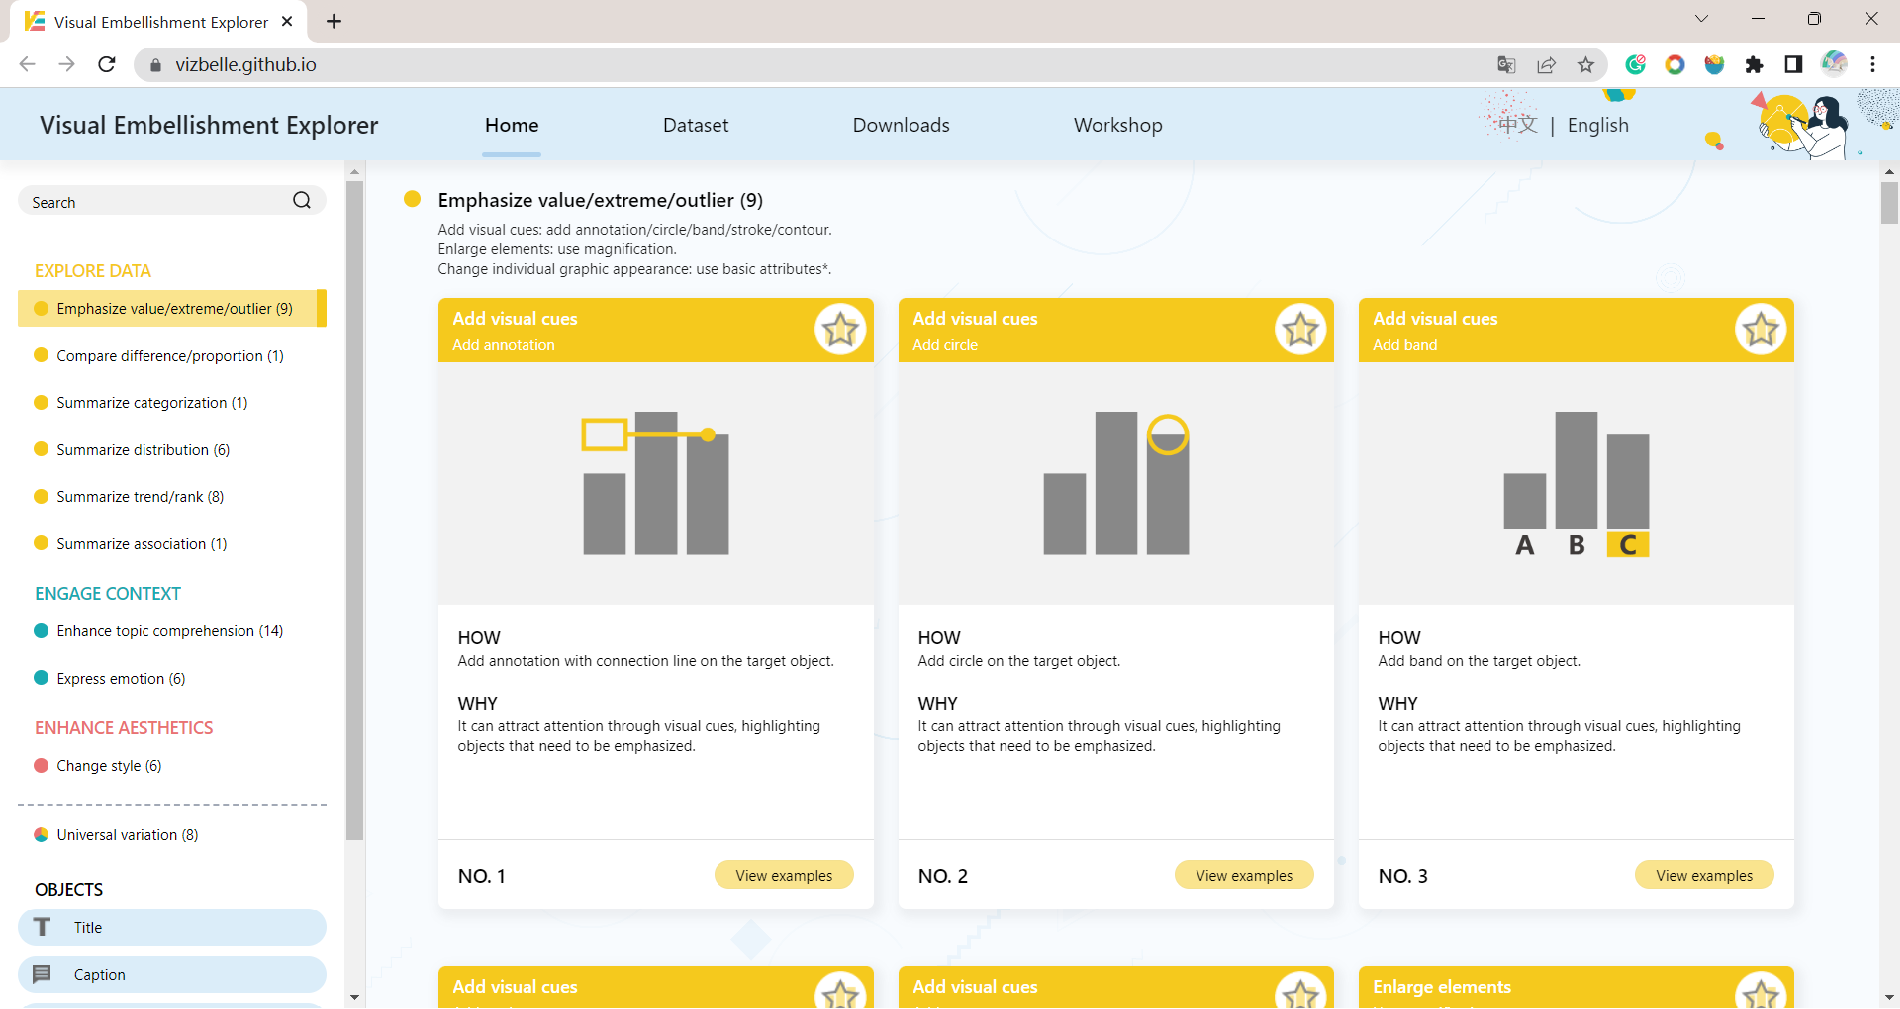 Visual Embellishment Explorer
vizbelle.github.io
Visual Embellishment Explorer
Home
Dataset
Downloads
Workshop
中文 | English
Search
EXPLORE DATA
Emphasize value/extreme/outlier (9)
Compare difference/proportion (1)
Summarize categorization (1)
Summarize distribution (6)
Summarize trend/rank (8)
Summarize association (1)
ENGAGE CONTEXT
Enhance topic comprehension (14)
Express emotion (6)
ENHANCE AESTHETICS
Change style (6)
Universal variation (8)
OBJECTS
Title
Caption
Emphasize value/extreme/outlier (9)
Add visual cues: add annotation/circle/band/stroke/contour.
Enlarge elements: use magnification.
Change individual graphic appearance: use basic attributes*.
Add visual cues
Add annotation
HOW
Add annotation with connection line on the target object.
WHY
It can attract attention through visual cues, highlighting
objects that need to be emphasized.
NO. 1
View examples
Add visual cues
Add circle
HOW
Add circle on the target object.
WHY
It can attract attention through visual cues, highlighting
objects that need to be emphasized.
NO. 2
View examples
Add visual cues
Add band
A B C
HOW
Add band on the target object.
WHY
It can attract attention through visual cues, highlighting
objects that need to be emphasized.
NO. 3
View examples
Add visual cues
Add visual cues
Enlarge elements